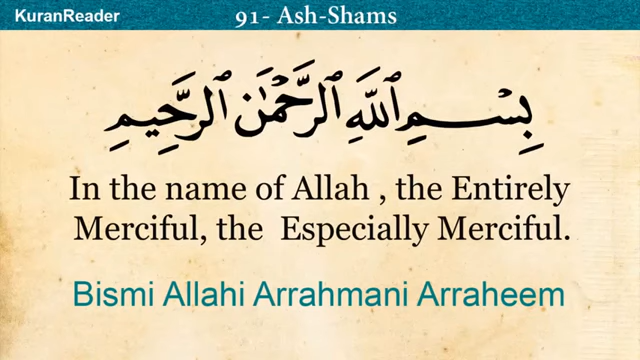 KuranReader
91- Ash-Shams
بِسْمِ ٱللَّهِ ٱلرَّحْمَٰنِ ٱلرَّحِيمِ
In the name of Allah , the Entirely
Merciful, the Especially Merciful.
Bismi Allahi Arrahmani Arraheem